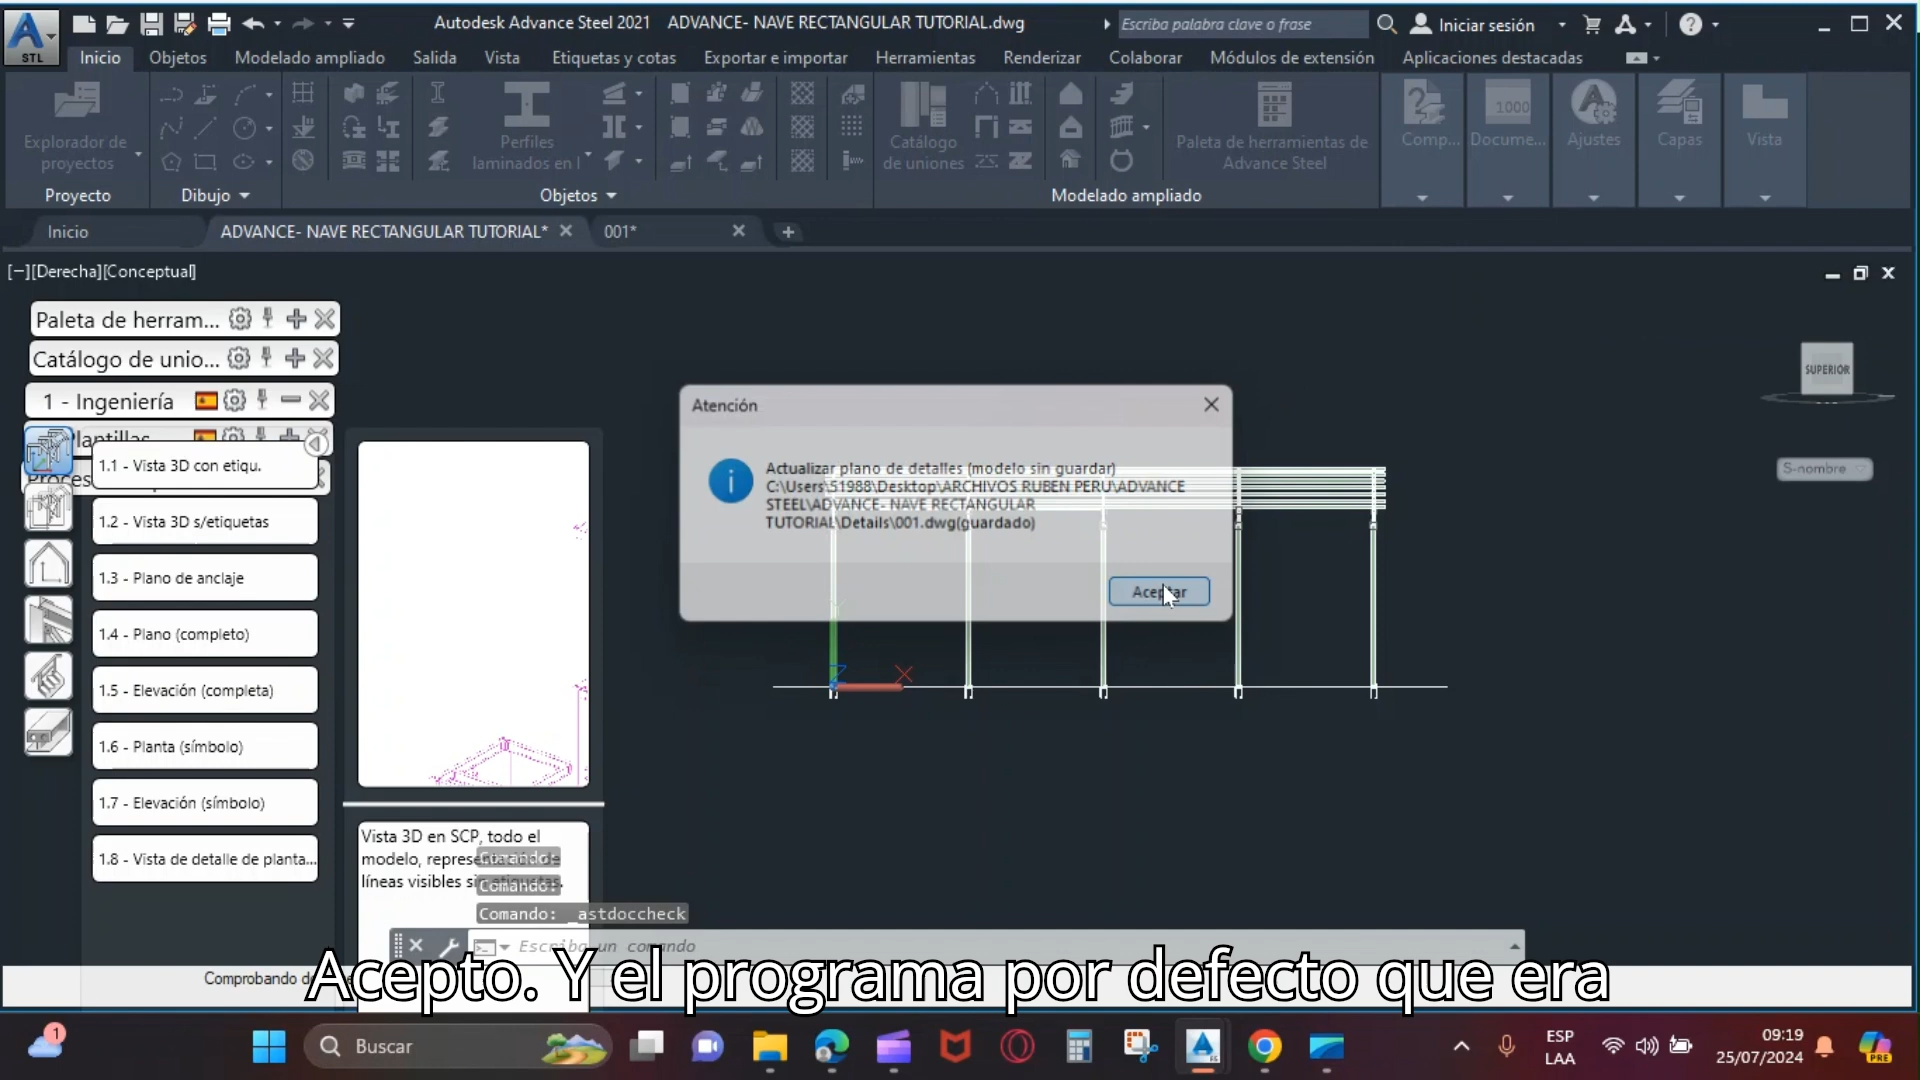 STL
Autodesk Advance Steel 2021 ADVANCE- NAVE RECTANGULAR TUTORIAL.dwg
Escriba palabra clave o frase
Iniciar sesión
Inicio Objetos Modelado ampliado Salida Vista Etiquetas y cotas Exportar e importar Herramientas Renderizar Colaborar Módulos de extensión Aplicaciones destacadas
Explorador de
proyectos
Perfiles
laminados en I
Catálogo
de uniones
Paleta de herramientas de
Advance Steel
Comp...
1000
Docume...
Ajustes
Capas
Vista
Proyecto Dibujo Objetos Modelado ampliado
Inicio ADVANCE- NAVE RECTANGULAR TUTORIAL* 001*
[−][Derecha][Conceptual]
Paleta de herram...
Catálogo de unio...
1 - Ingeniería
1.1 - Vista 3D con etiqu.
1.2 - Vista 3D s/etiquetas
1.3 - Plano de anclaje
1.4 - Plano (completo)
1.5 - Elevación (completa)
1.6 - Planta (símbolo)
1.7 - Elevación (símbolo)
1.8 - Vista de detalle de planta...
Vista 3D en SCP, todo el
modelo, representación de
líneas visibles sin etiquetas.
SUPERIOR
S-nombre
Atención
Actualizar plano de detalles (modelo sin guardar)
C:\Users\51988\Desktop\ARCHIVOS RUBEN PERU\ADVANCE
STEEL\ADVANCE- NAVE RECTANGULAR
TUTORIAL\Details\001.dwg(guardado)
Aceptar
X
Z
Comando:
Comando:
Comando: _astdoccheck
Escriba un comando
Comprobando
Acepto. Y el programa por defecto que era
1
Buscar
ESP
LAA
09:19
25/07/2024
PRE